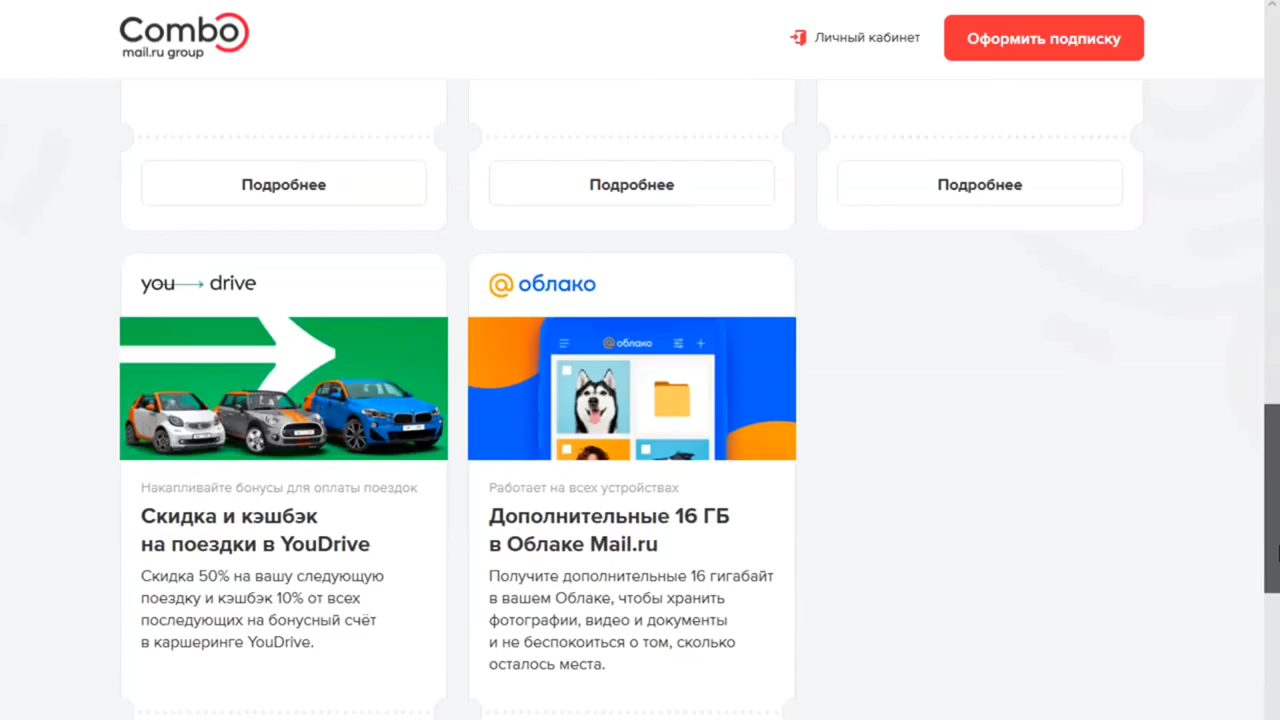 Combo
mail.ru group
Личный кабинет
Оформить подписку
Подробнее
Подробнее
Подробнее
you drive
@облако
@облако
Накапливайте бонусы для оплаты поездок
Скидка и кэшбэк
на поездки в YouDrive
Скидка 50% на вашу следующую
поездку и кэшбэк 10% от всех
последующих на бонусный счёт
в каршеринге YouDrive.
Работает на всех устройствах
Дополнительные 16 ГБ
в Облаке Mail.ru
Получите дополнительные 16 гигабайт
в вашем Облаке, чтобы хранить
фотографии, видео и документы
и не беспокоиться о том, сколько
осталось места.